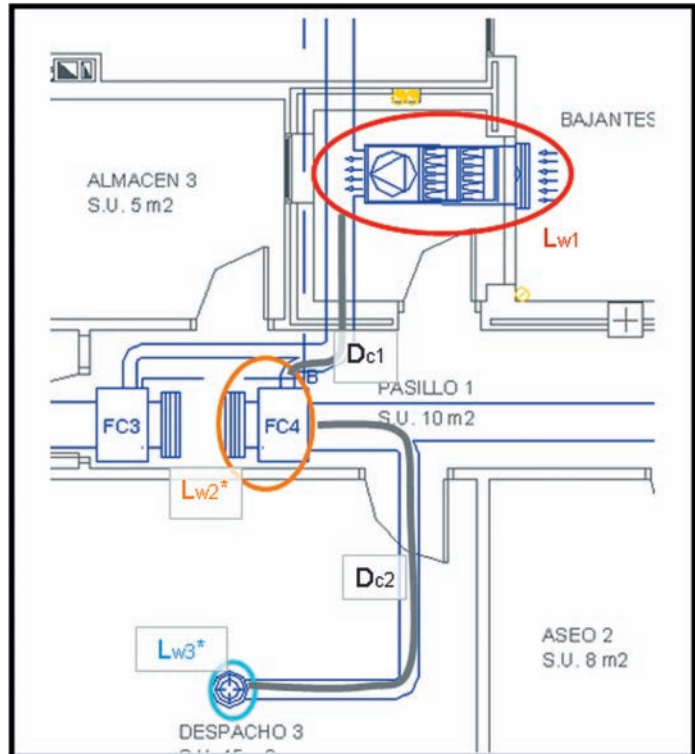 BAJANTES
ALMACEN 3
S.U. 5 m2
Lw1
Dc1
B
PASILLO 1
S.U. 10 m2
FC3
FC4
Lw2*
Dc2
Lw3*
ASEO 2
S.U. 8 m2
DESPACHO 3